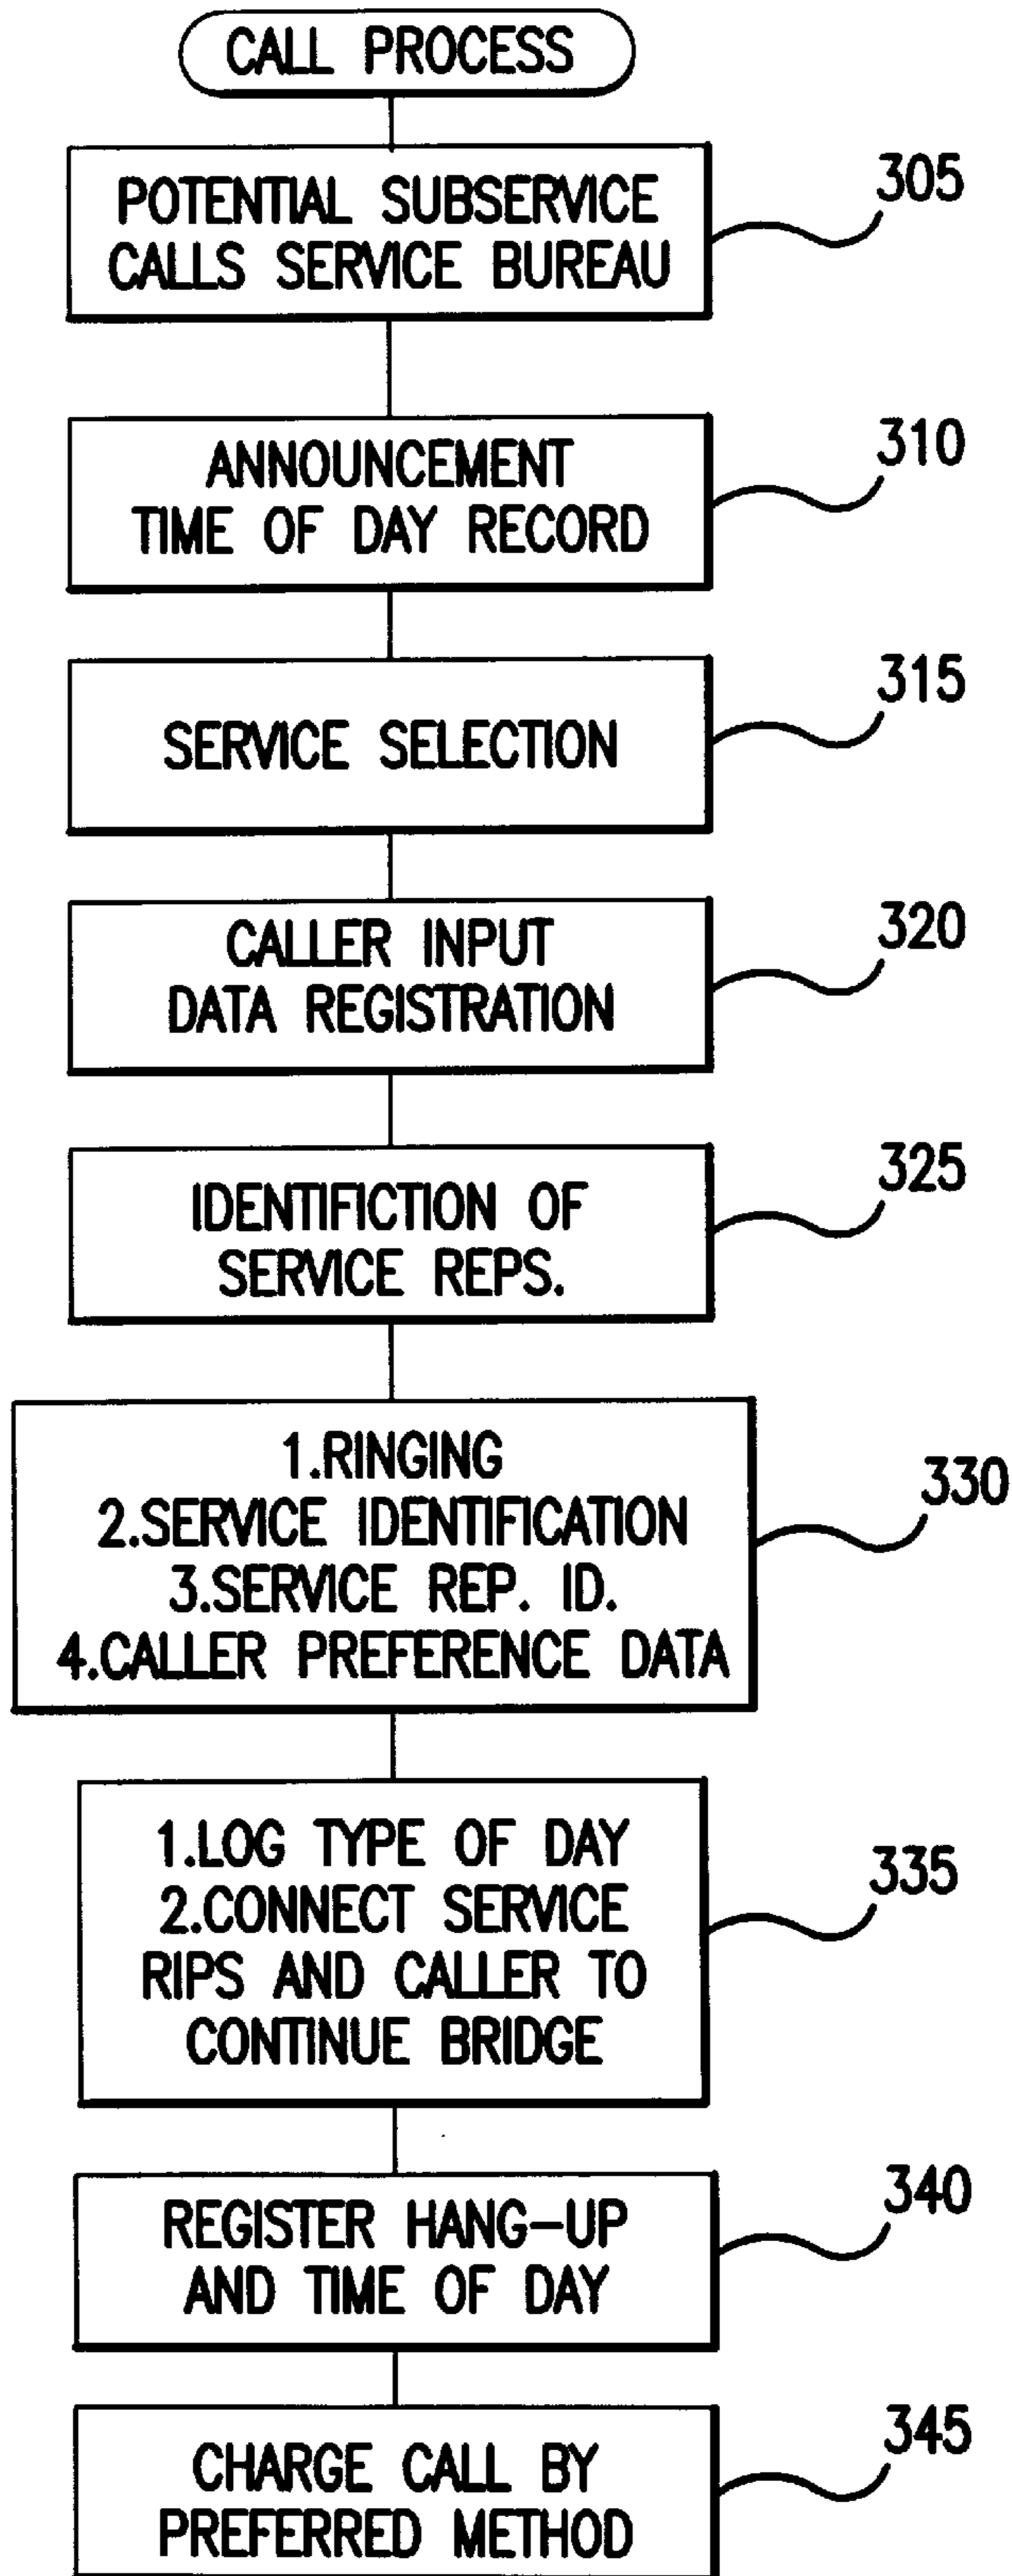 CALL PROCESS
POTENTIAL SUBSERVICE
CALLS SERVICE BUREAU
305
ANNOUNCEMENT
TIME OF DAY RECORD
310
SERVICE SELECTION
315
CALLER INPUT
DATA REGISTRATION
320
IDENTIFICTION OF
SERVICE REPS.
325
1.RINGING
2.SERVICE IDENTIFICATION
3.SERVICE REP. ID.
4.CALLER PREFERENCE DATA
330
1.LOG TYPE OF DAY
2.CONNECT SERVICE
RIPS AND CALLER TO
CONTINUE BRIDGE
335
REGISTER HANG-UP
AND TIME OF DAY
340
CHARGE CALL BY
PREFERRED METHOD
345